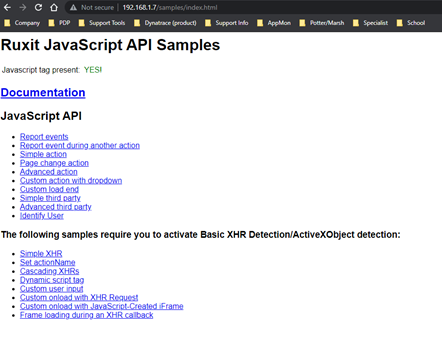 Not secure | 192.168.1.7/samples/index.html
Company PDP Support Tools Dynatrace (product) Support Info AppMon Potter/Marsh Specialist School
Ruxit JavaScript API Samples
Javascript tag present: YES!
Documentation
JavaScript API
Report events
Report event during another action
Simple action
Page change action
Advanced action
Custom action with dropdown
Custom load end
Simple third party
Advanced third party
Identify User
The following samples require you to activate Basic XHR Detection/ActiveXObject detection:
Simple XHR
Set actionName
Cascading XHRs
Dynamic script tag
Custom user input
Custom onload with XHR Request
Custom onload with JavaScript-Created iFrame
Frame loading during an XHR callback